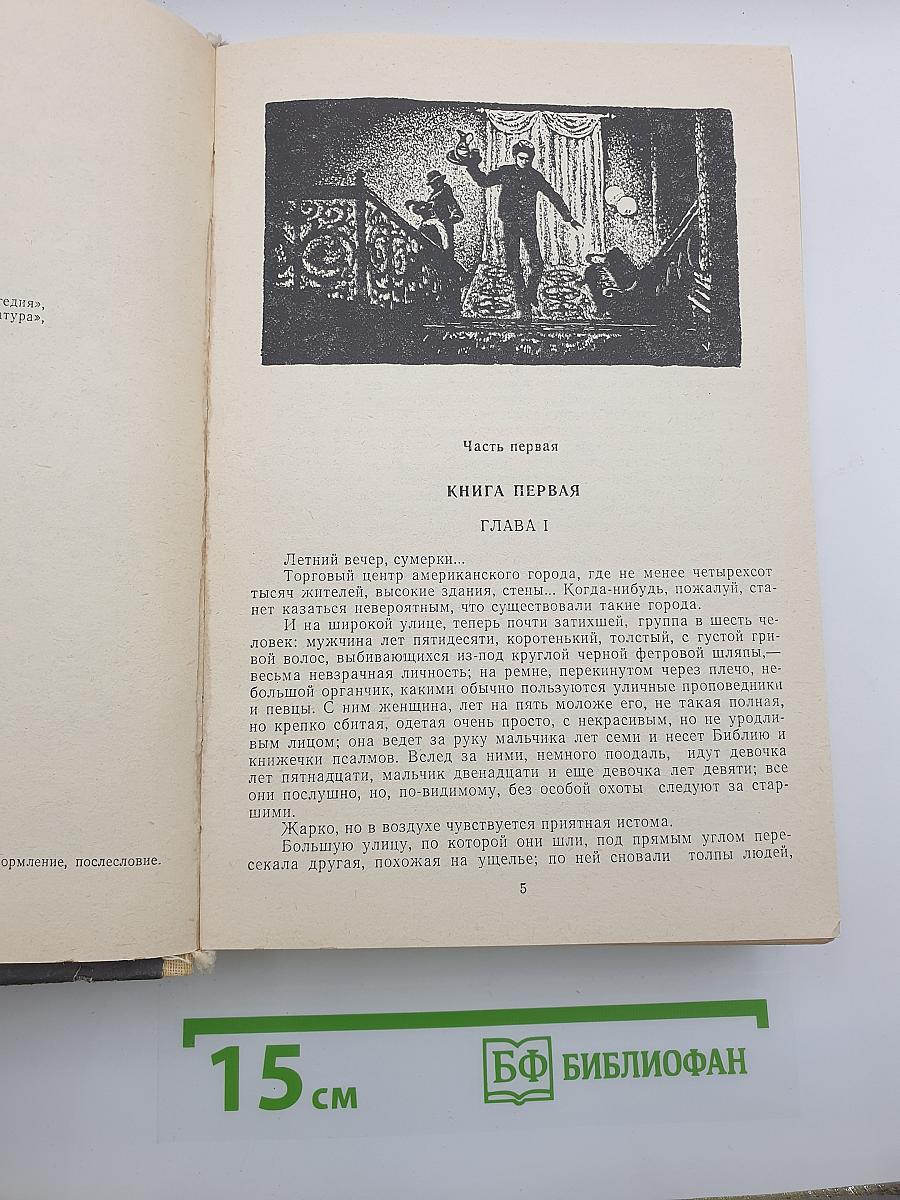 гедия»,
атура»,
ормление, послесловие.
Часть первая
КНИГА ПЕРВАЯ
ГЛАВА I
Летний вечер, сумерки...
Торговый центр американского города, где не менее четырехсот
тысяч жителей, высокие здания, стены... Когда-нибудь, пожалуй, ста-
нет казаться невероятным, что существовали такие города.
И на широкой улице, теперь почти затихшей, группа в шесть че-
ловек: мужчина лет пятидесяти, коротенький, толстый, с густой гри-
вой волос, выбивающихся из-под круглой черной фетровой шляпы,—
весьма невзрачная личность; на ремне, перекинутом через плечо, не-
большой органчик, какими обычно пользуются уличные проповедники
и певцы. С ним женщина, лет на пять моложе его, не такая полная,
но крепко сбитая, одетая очень просто, с некрасивым, но не уродли-
вым лицом; она ведет за руку мальчика лет семи и несет Библию и
книжечки псалмов. Вслед за ними, немного поодаль, идут девочка
лет пятнадцати, мальчик двенадцати и еще девочка лет девяти; все
они послушно, но, по-видимому, без особой охоты следуют за стар-
шими.
Жарко, но в воздухе чувствуется приятная истома.
Большую улицу, по которой они шли, под прямым углом пере-
секала другая, похожая на ущелье; по ней сновали толпы людей,
5
15 см
БФ БИБЛИОФАН